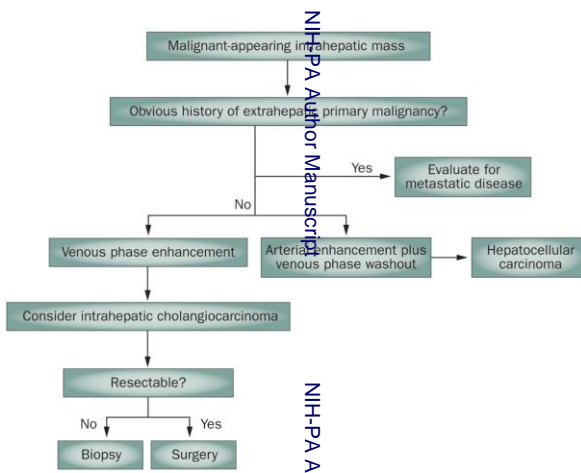 Malignant-appearing intrahepatic mass
Obvious history of extrahepatic primary malignancy?
Yes
Evaluate for
metastatic disease
No
Venous phase enhancement
Arterial enhancement plus
venous phase washout
Hepatocellular
carcinoma
Consider intrahepatic cholangiocarcinoma
Resectable?
No
Yes
Biopsy
Surgery
NIH-PA Author Manuscript
NIH-PA A